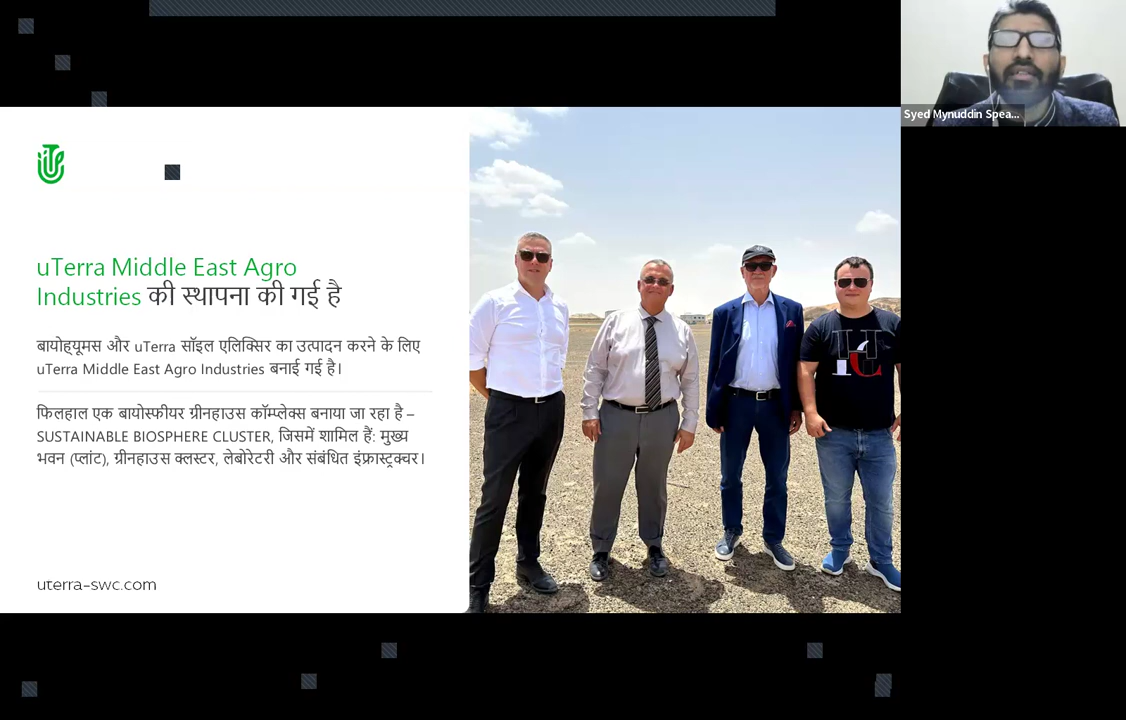 Syed Mynuddin Spea...
uTerra Middle East Agro
Industries की स्थापना की गई है
बायोह्यूमस और uTerra सॉइल एलिक्सिर का उत्पादन करने के लिए
uTerra Middle East Agro Industries बनाई गई है।
फिलहाल एक बायोस्फीयर ग्रीनहाउस कॉम्प्लेक्स बनाया जा रहा है –
SUSTAINABLE BIOSPHERE CLUSTER, जिसमें शामिल हैं: मुख्य
भवन (प्लांट), ग्रीनहाउस क्लस्टर, लेबोरेटरी और संबंधित इंफ्रास्ट्रक्चर।
uterra-swc.com